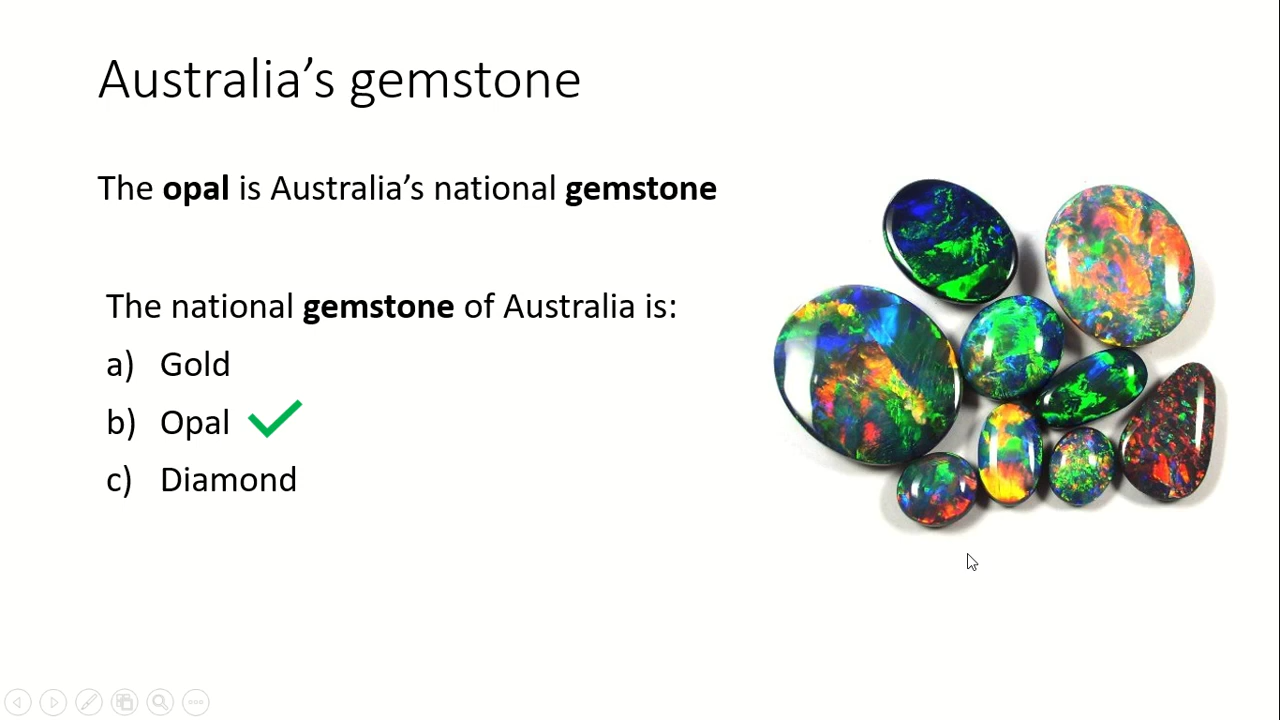 Australia’s gemstone
The opal is Australia’s national gemstone
The national gemstone of Australia is:
a) Gold
b) Opal
c) Diamond